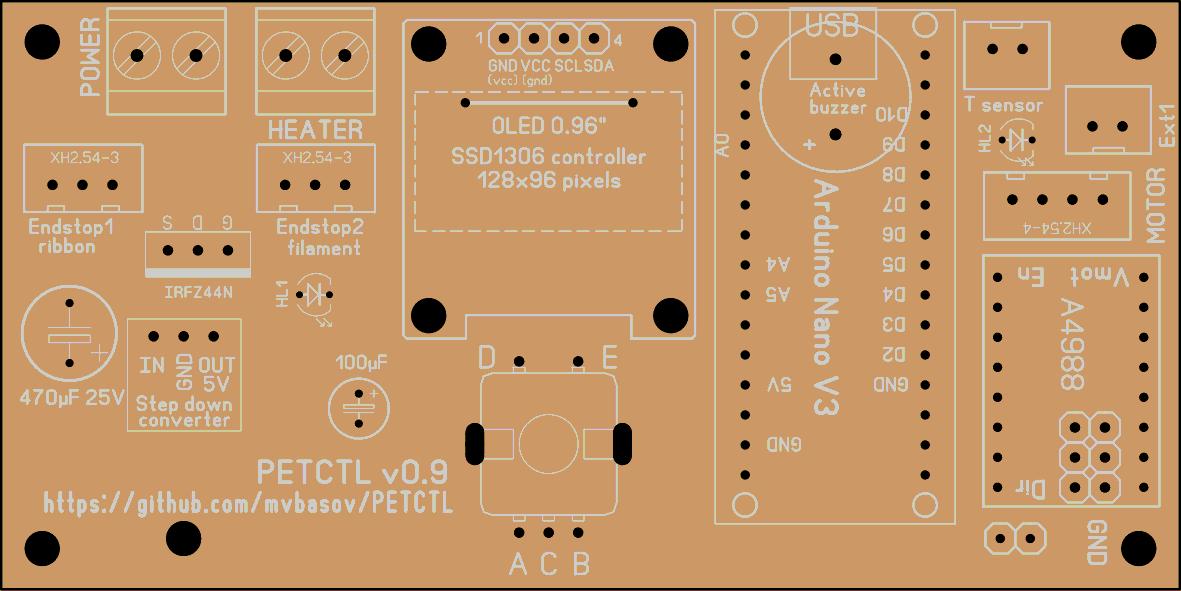 POWER
HEATER
XH2.54-3
Endstop1
ribbon
XH2.54-3
Endstop2
filament
S D G
IRFZ44N
HL1
IN GND OUT
5V
Step down
converter
470µF 25V
+
100µF
+
PETCTL v0.9
https://github.com/mvbasov/PETCTL
1 4
GND VCC SCL SDA
(vcc) (gnd)
OLED 0.96"
SSD1306 controller
128x96 pixels
D E
A C B
USB
Active
buzzer
+
A0
A4
A5
5V
GND
Arduino Nano V3
D10
D9
D8
D7
D6
D5
D4
D3
D2
GND
T sensor
HL2
Ext1
XH2.54-4
MOTOR
En Vmot
A4988
Dir
GND